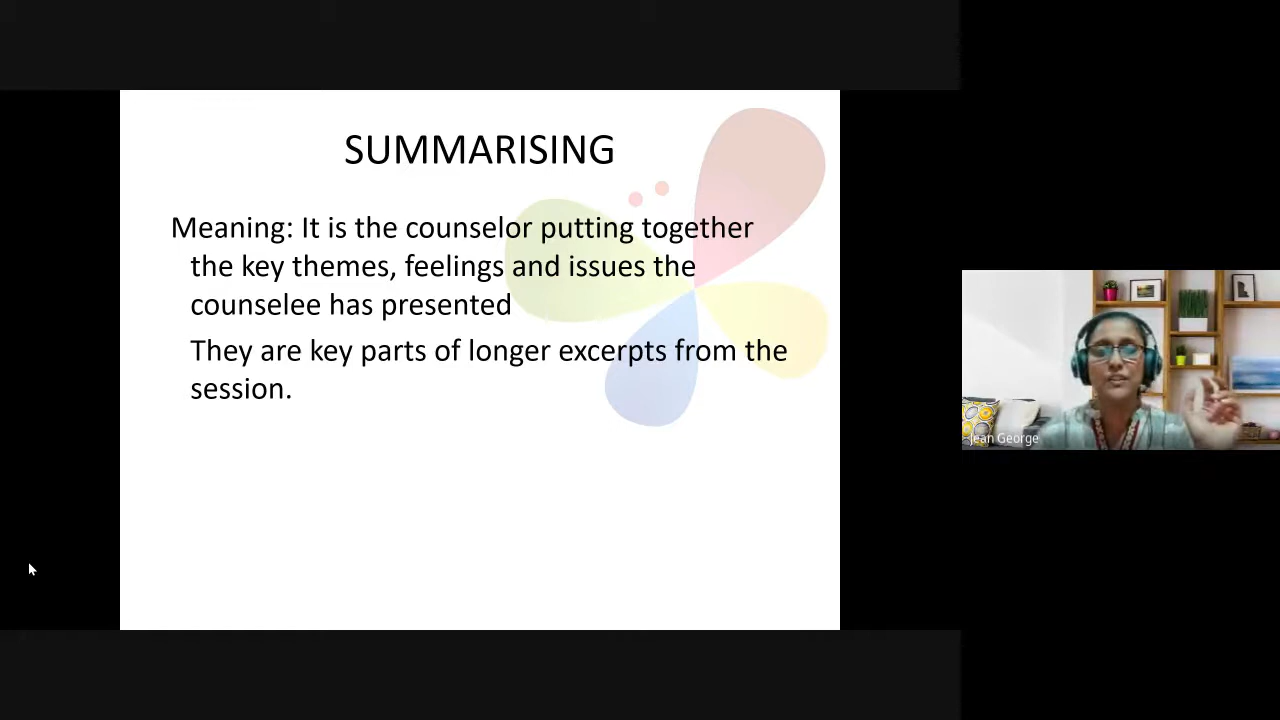 SUMMARISING
Meaning: It is the counselor putting together
the key themes, feelings and issues the
counselee has presented
They are key parts of longer excerpts from the
session.
Jean George